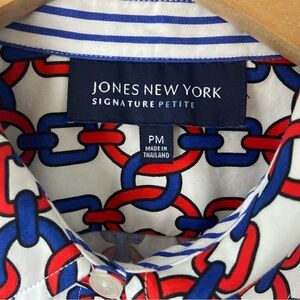 JONES NEW YORK
SIGNATURE PETITE
PM
MADE IN
THAILAND